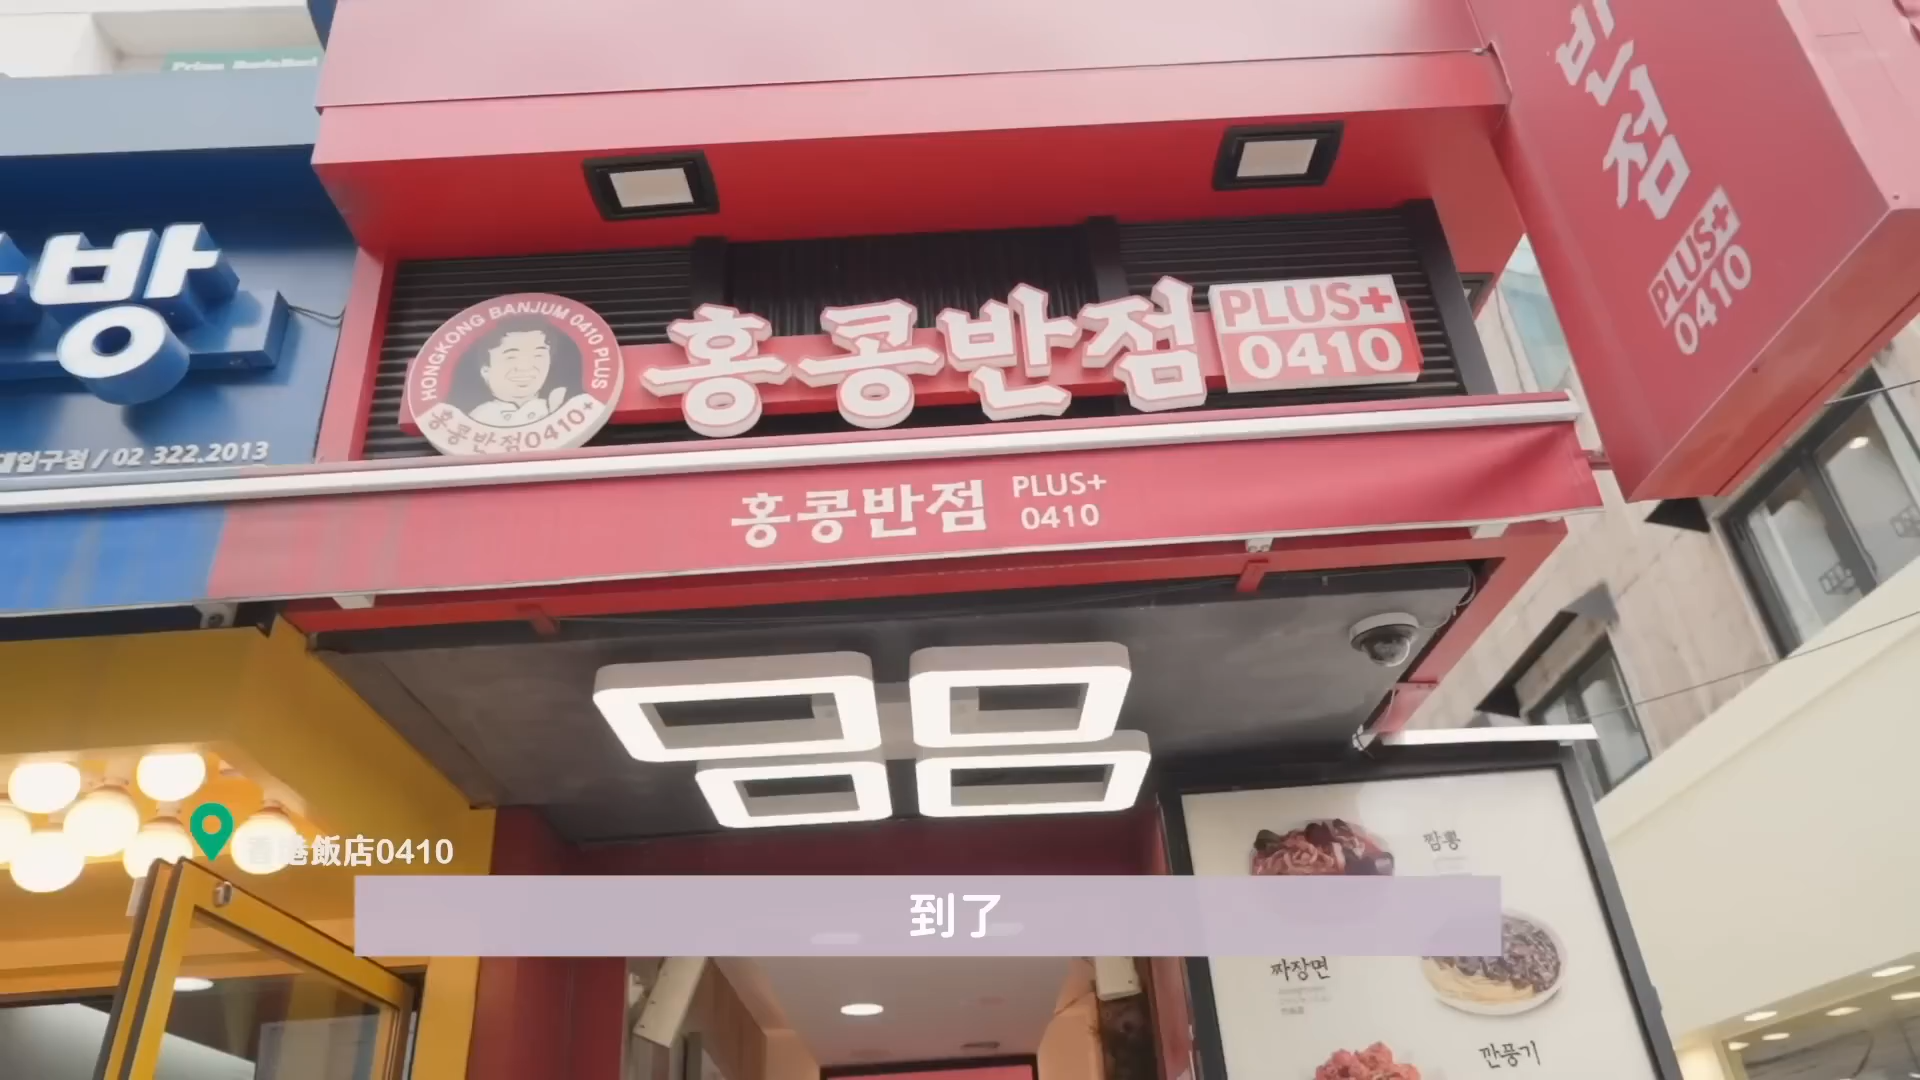 반점
PLUS+
0410
방
HONGKONG BANJUM 0410 PLUS
홍콩반점0410+
홍콩반점
PLUS+
0410
대입구점 / 02 322.2013
홍콩반점
PLUS+
0410
짬뽕
香港飯店0410
到了
짜장면
깐풍기